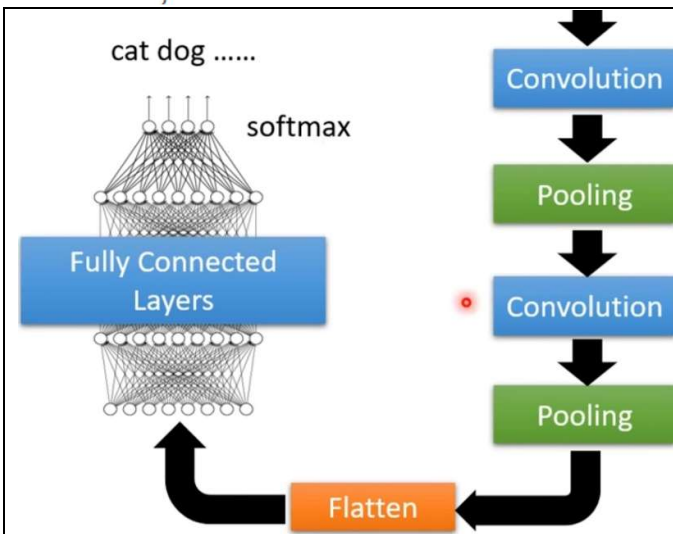 cat dog ......
softmax
Fully Connected
Layers
Convolution
Pooling
Convolution
Pooling
Flatten